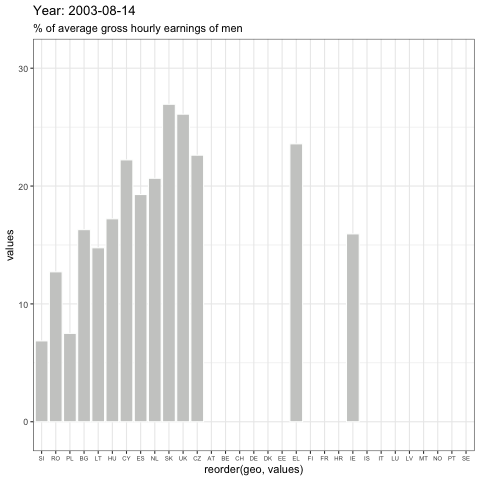 Year: 2003-08-14
% of average gross hourly earnings of men
30
20
10
0
values
SI RO PL BG LT HU CY ES NL SK UK CZ AT BE CH DE DK EE EL FI FR HR IE IS IT LU LV MT NO PT SE
reorder(geo, values)